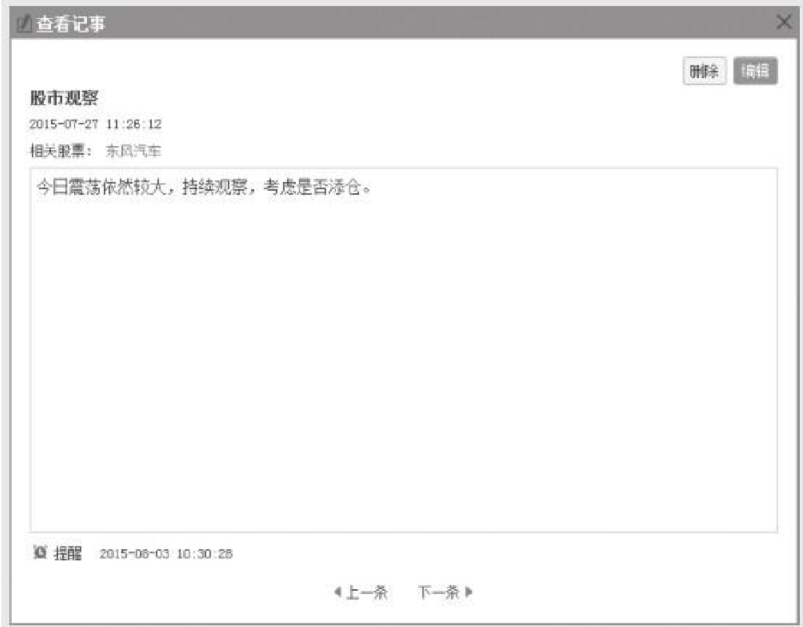 查看记事
删除 编辑
股市观察
2015-07-27 11:26:12
相关股票： 东风汽车
今日震荡依然较大，持续观察，考虑是否添仓。
提醒 2015-08-03 10:30:28
上一条 下一条